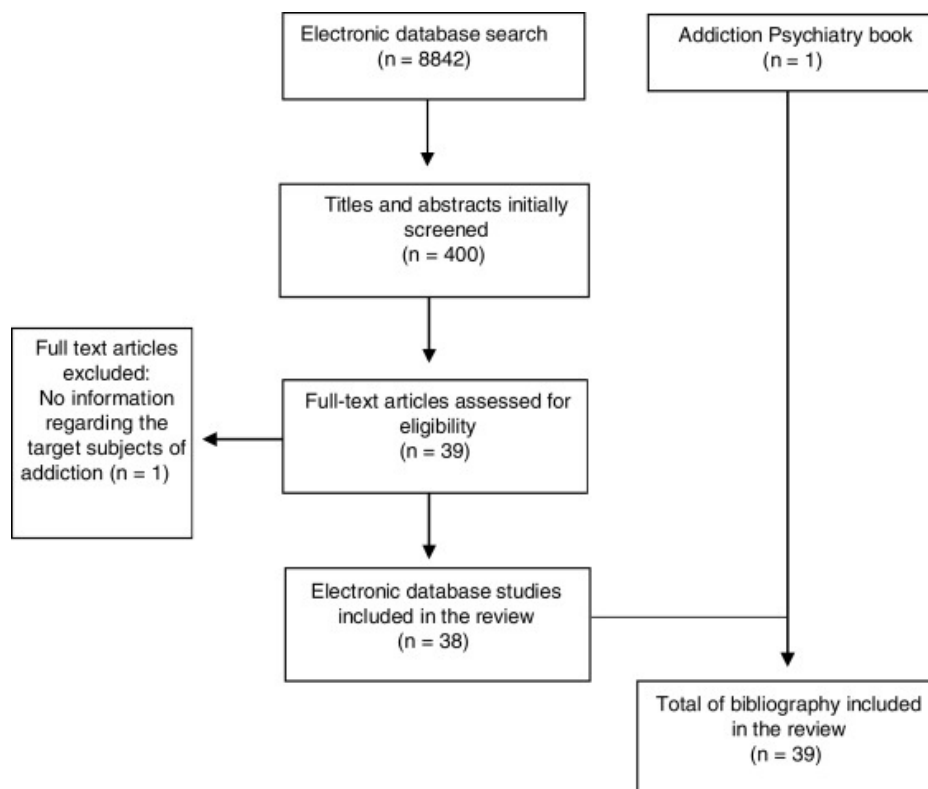 Electronic database search
(n = 8842)
Addiction Psychiatry book
(n = 1)
Titles and abstracts initially
screened
(n = 400)
Full text articles
excluded:
No information
regarding the
target subjects of
addiction (n = 1)
Full-text articles assessed for
eligibility
(n = 39)
Electronic database studies
included in the review
(n = 38)
Total of bibliography included
in the review
(n = 39)